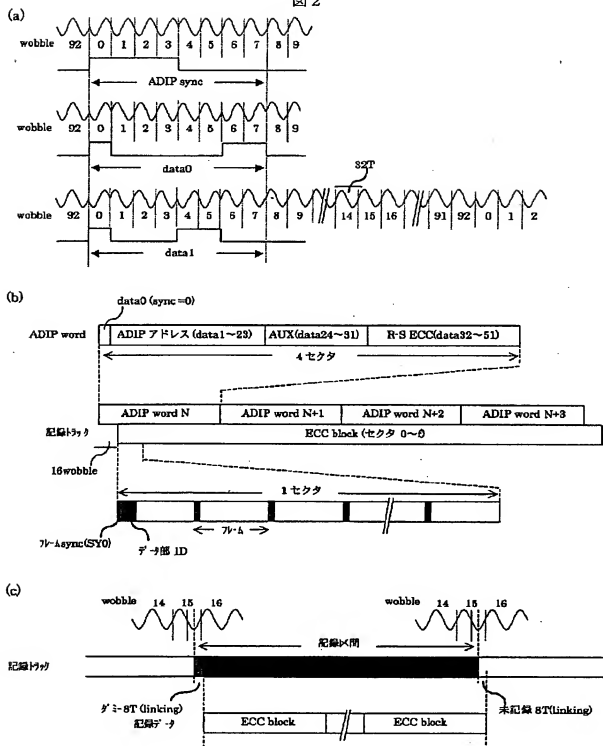 図 2
(a)
wobble 92 0 1 2 3 4 5 6 7 8 9
ADIP sync
wobble 92 0 1 2 3 4 5 6 7 8 9
data0
32T
wobble 92 0 1 2 3 4 5 6 7 8 9 14 15 16 91 92 0 1 2
data1
(b)
data0 (sync=0)
ADIP word ADIP アドレス (data1~23) AUX(data24~31) R-S ECC(data32~51)
4セクタ
ADIP word N ADIP word N+1 ADIP word N+2 ADIP word N+3
記録トラック ECC block (セクタ 0~
16wobble
1セクタ
フレームsync(SY0) フレーム
データ部 ID
(c)
wobble 14 15 16 wobble 14 15 16
記録区間
記録トラック
ダミー8T (linking) 未記録 8T(linking)
記録データ ECC block ECC block